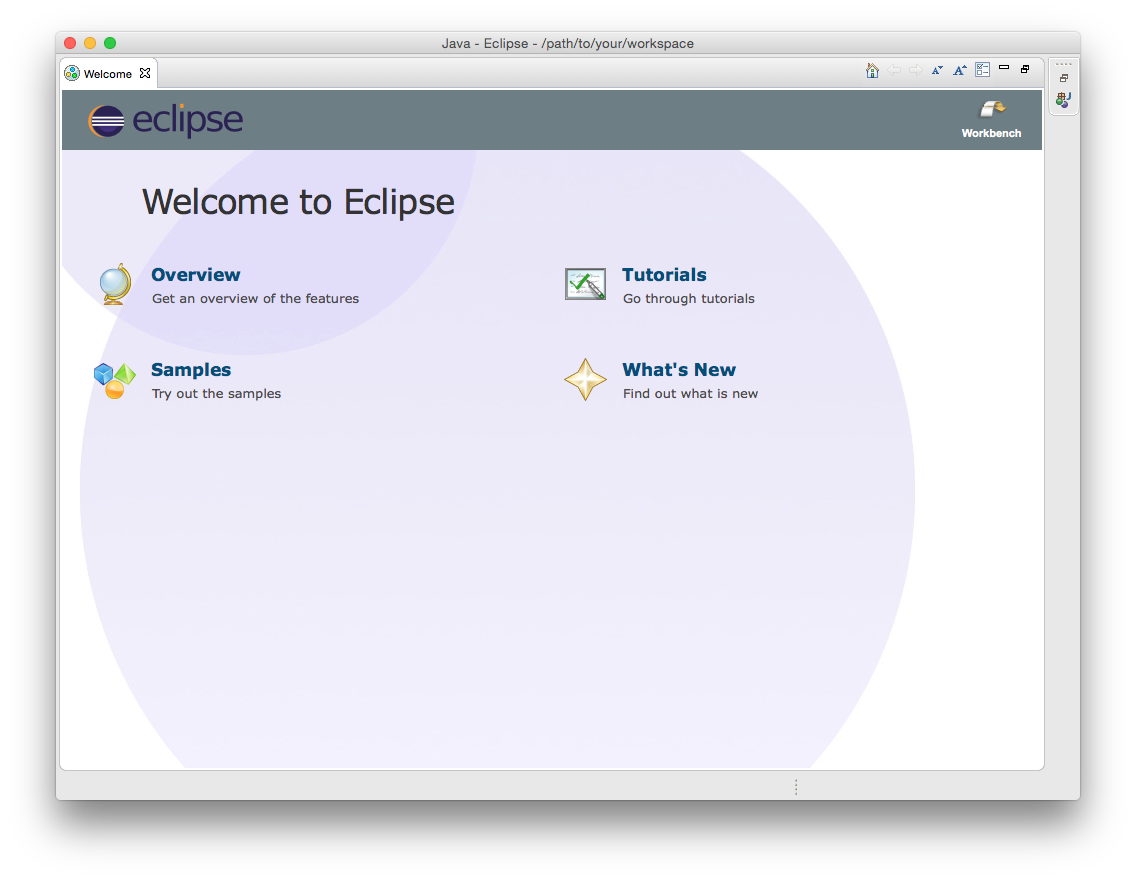 Java - Eclipse - /path/to/your/workspace
Welcome
eclipse
Workbench
Welcome to Eclipse
Overview
Get an overview of the features
Tutorials
Go through tutorials
Samples
Try out the samples
What's New
Find out what is new